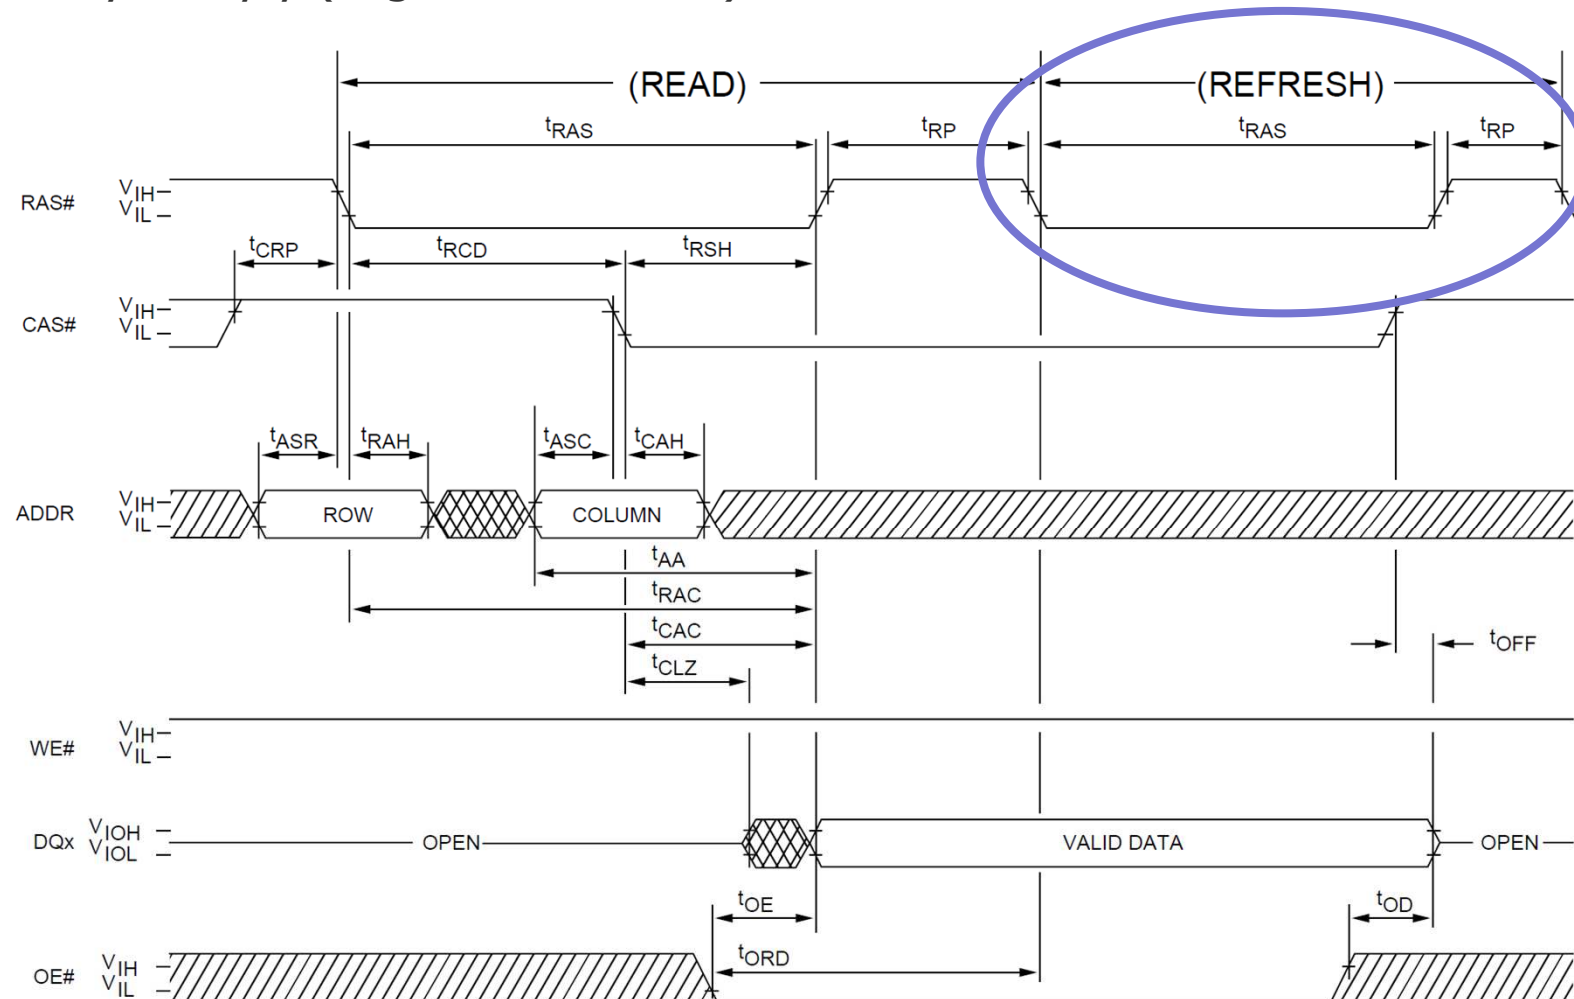 (READ) (REFRESH)
tRAS tRP tRAS tRP
RAS# VIH VIL
tCRP tRCD tRSH
CAS# VIH VIL
tASR tRAH tASC tCAH
ADDR VIH VIL ROW COLUMN
tAA
tRAC
tCAC tOFF
tCLZ
WE# VIH VIL
DQx VIOH VIOL OPEN VALID DATA OPEN
tOE tOD
tORD
OE# VIH VIL